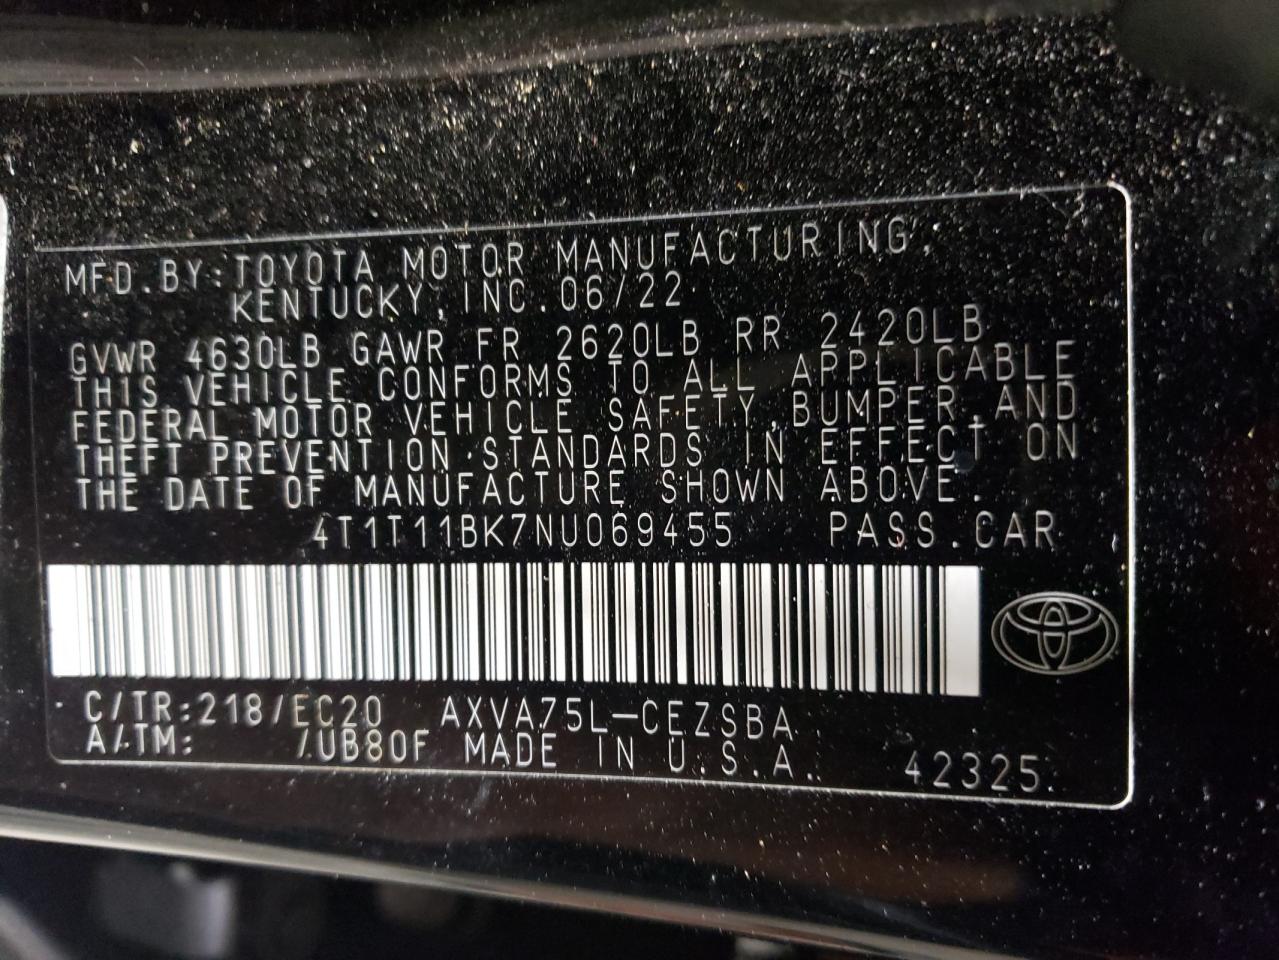 MFD. BY: TOYOTA MOTOR MANUFACTURING,
KENTUCKY, INC. 06/22
GVWR 4630LB GAWR FR 2620LB RR 2420LB
THIS VEHICLE CONFORMS TO ALL APPLICABLE
FEDERAL MOTOR VEHICLE SAFETY, BUMPER, AND
THEFT PREVENTION STANDARDS IN EFFECT ON
THE DATE OF MANUFACTURE SHOWN ABOVE.
4T1T11BK7NU069455 PASS. CAR
C/TR: 218/EC20 AXVA75L-CEZSBA
A/TM: /UB80F MADE IN U.S.A. 42325